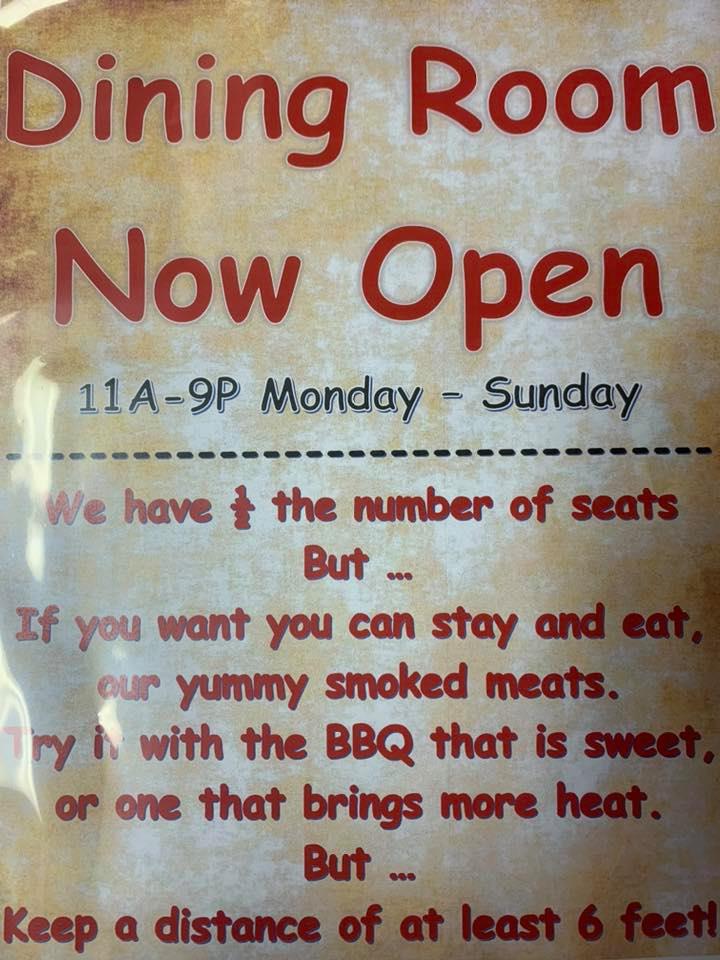 Dining Room
Now Open
11A-9P Monday - Sunday
We have ½ the number of seats
But ...
If you want you can stay and eat,
our yummy smoked meats.
Try it with the BBQ that is sweet,
or one that brings more heat.
But ...
Keep a distance of at least 6 feet!